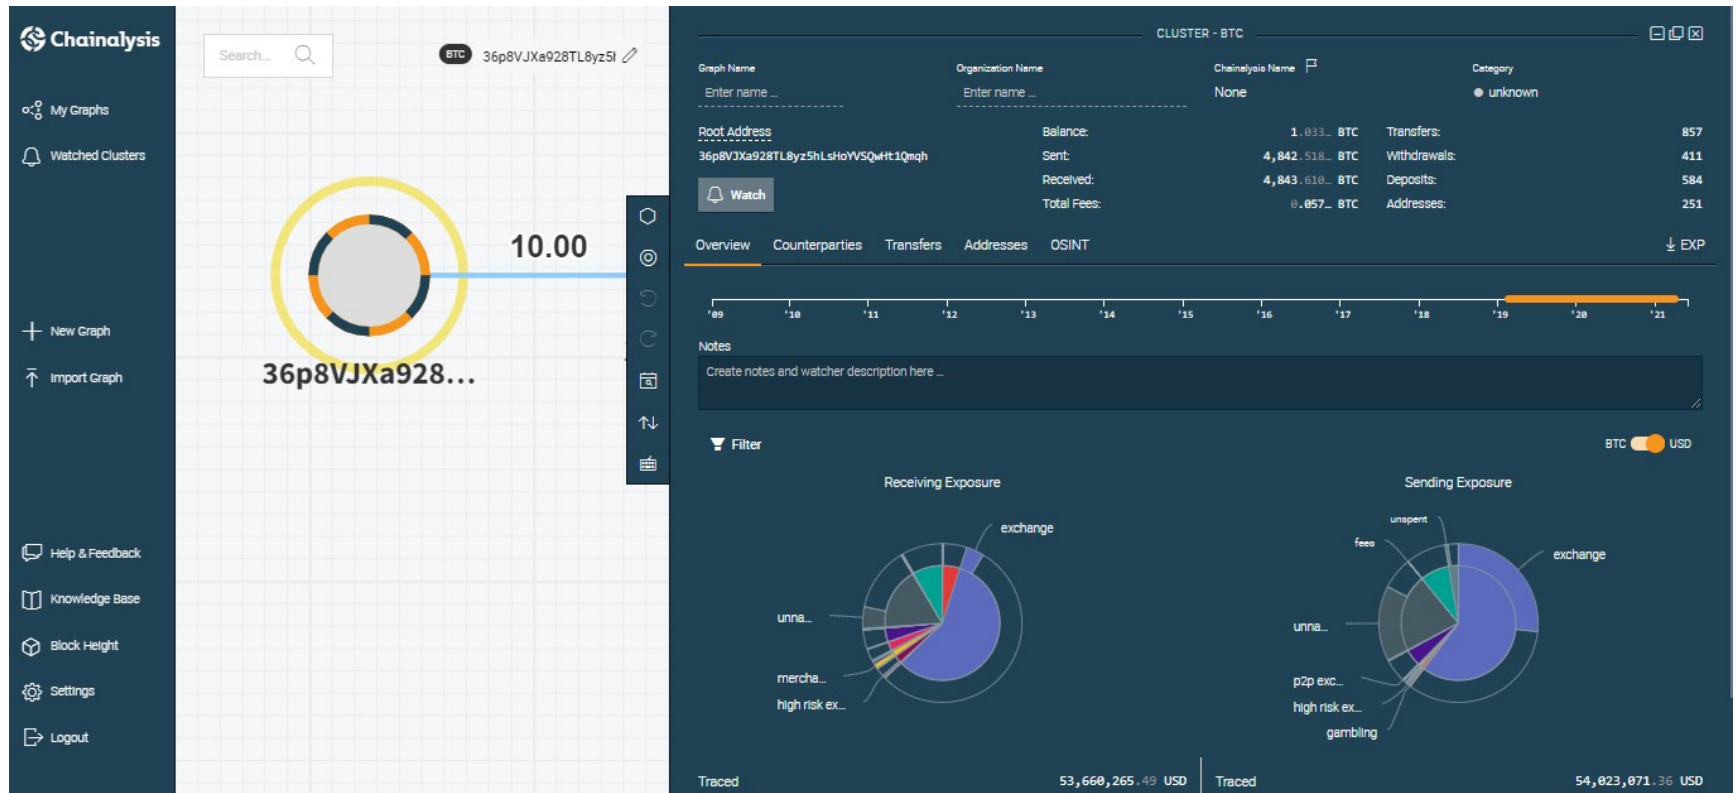 Chainalysis
My Graphs
Watched Clusters
New Graph
Import Graph
Help & Feedback
Knowledge Base
Block Height
Settings
Logout
Search...
BTC 36p8VJXa928TL8yz5h
10.00
36p8VJXa928...
CLUSTER - BTC
Graph Name
Enter name ...
Organization Name
Enter name ...
Chainalysis Name
None
Category
unknown
Root Address
36p8VJXa928TL8yz5hLsHoYVSQwHt1Qmqh
Watch
Balance: 1.033… BTC
Sent: 4,842.518… BTC
Received: 4,843.610… BTC
Total Fees: 0.057… BTC
Transfers: 857
Withdrawals: 411
Deposits: 584
Addresses: 251
Overview Counterparties Transfers Addresses OSINT EXP
'09 '10 '11 '12 '13 '14 '15 '16 '17 '18 '19 '20 '21
Notes
Create notes and watcher description here ...
Filter
BTC USD
Receiving Exposure
exchange
unna...
mercha...
high risk ex...
Sending Exposure
unspent
fees
exchange
unna...
p2p exc...
high risk ex...
gambling
Traced 53,660,265.49 USD
Traced 54,023,071.36 USD